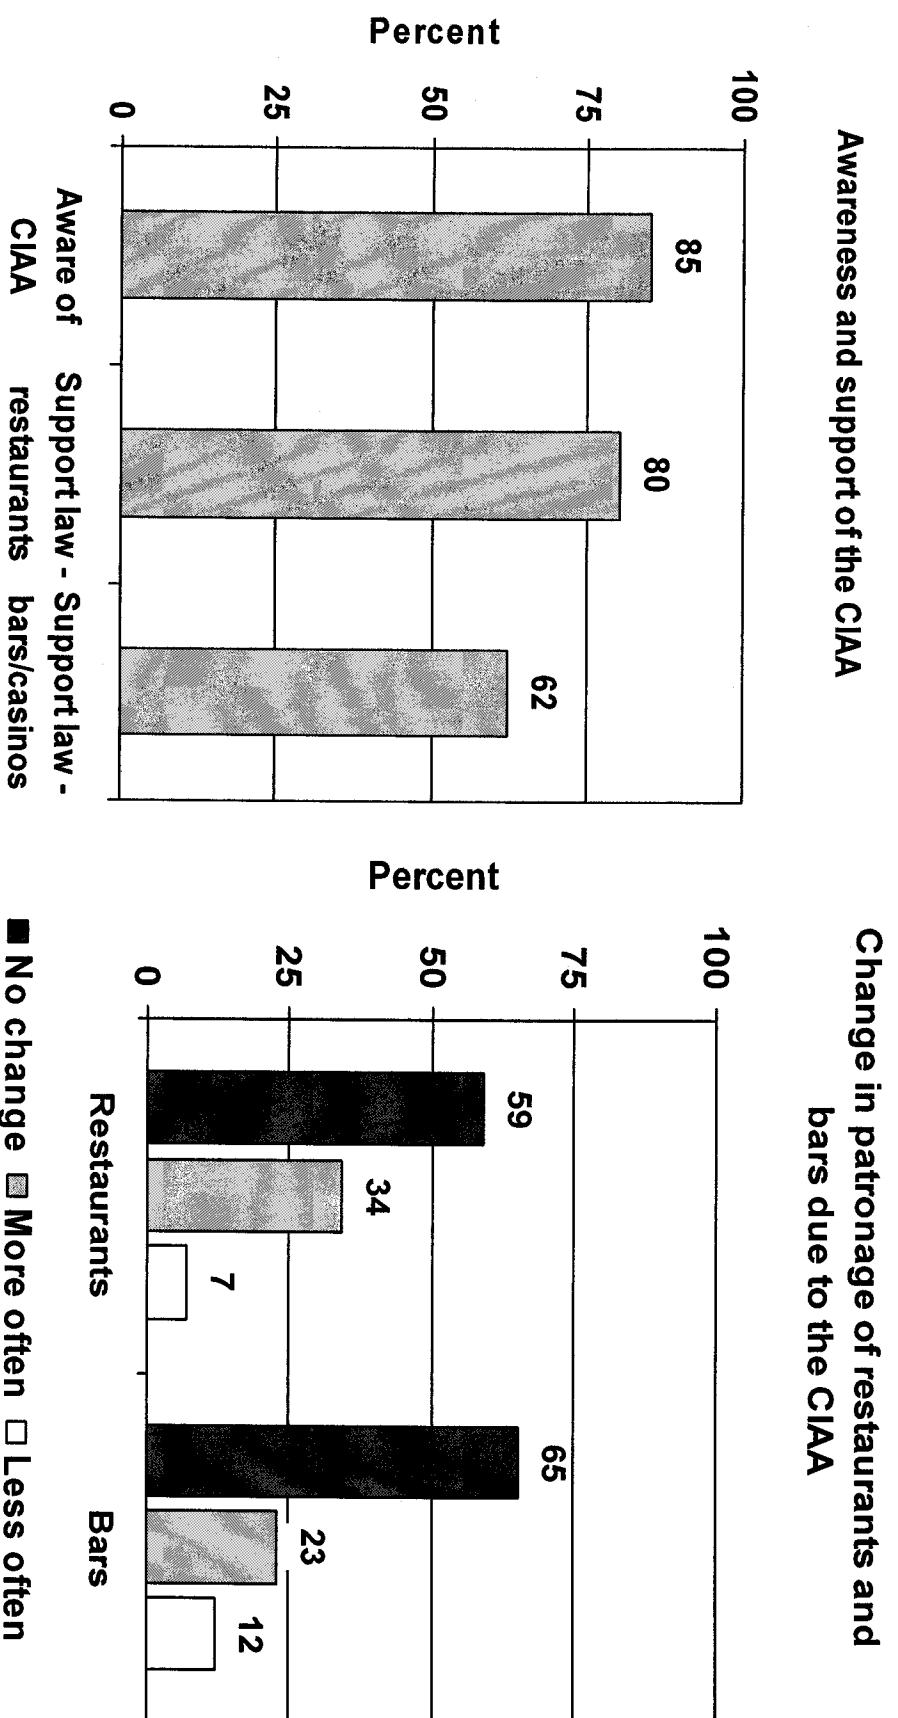 Awareness and support of the CIAA
Percent
100
75
50
25
0
85
80
62
Aware of
CIAA
Support law -
restaurants
Support law -
bars/casinos
Change in patronage of restaurants and
bars due to the CIAA
Percent
100
75
50
25
0
59
34
7
65
23
12
Restaurants
Bars
No change
More often
Less often